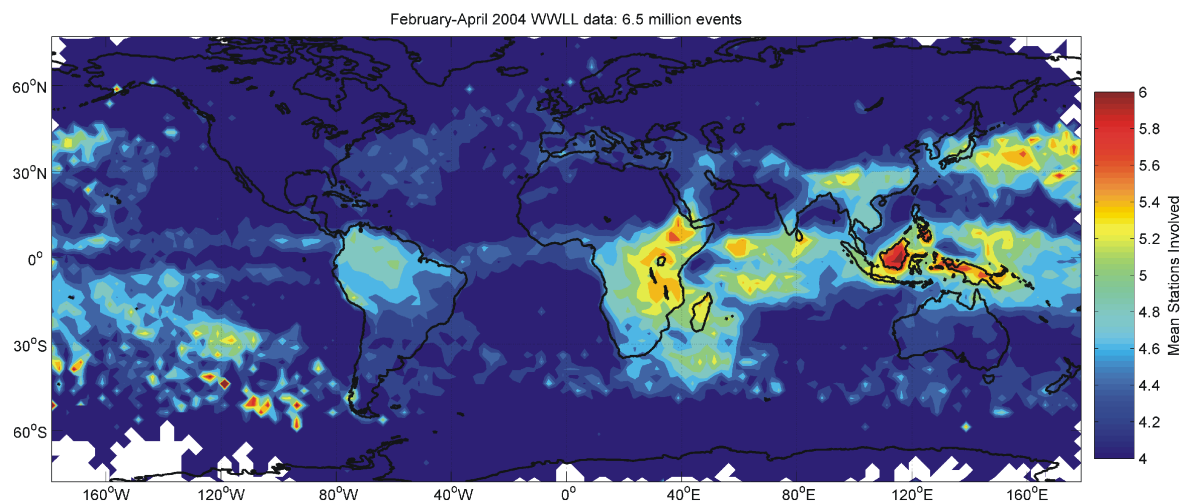 February-April 2004 WWLL data: 6.5 million events
60°N
30°N
0°
30°S
60°S
160°W
120°W
80°W
40°W
0°
40°E
80°E
120°E
160°E
6
5.8
5.6
5.4
5.2
5
4.8
4.6
4.4
4.2
4
Mean Stations Involved